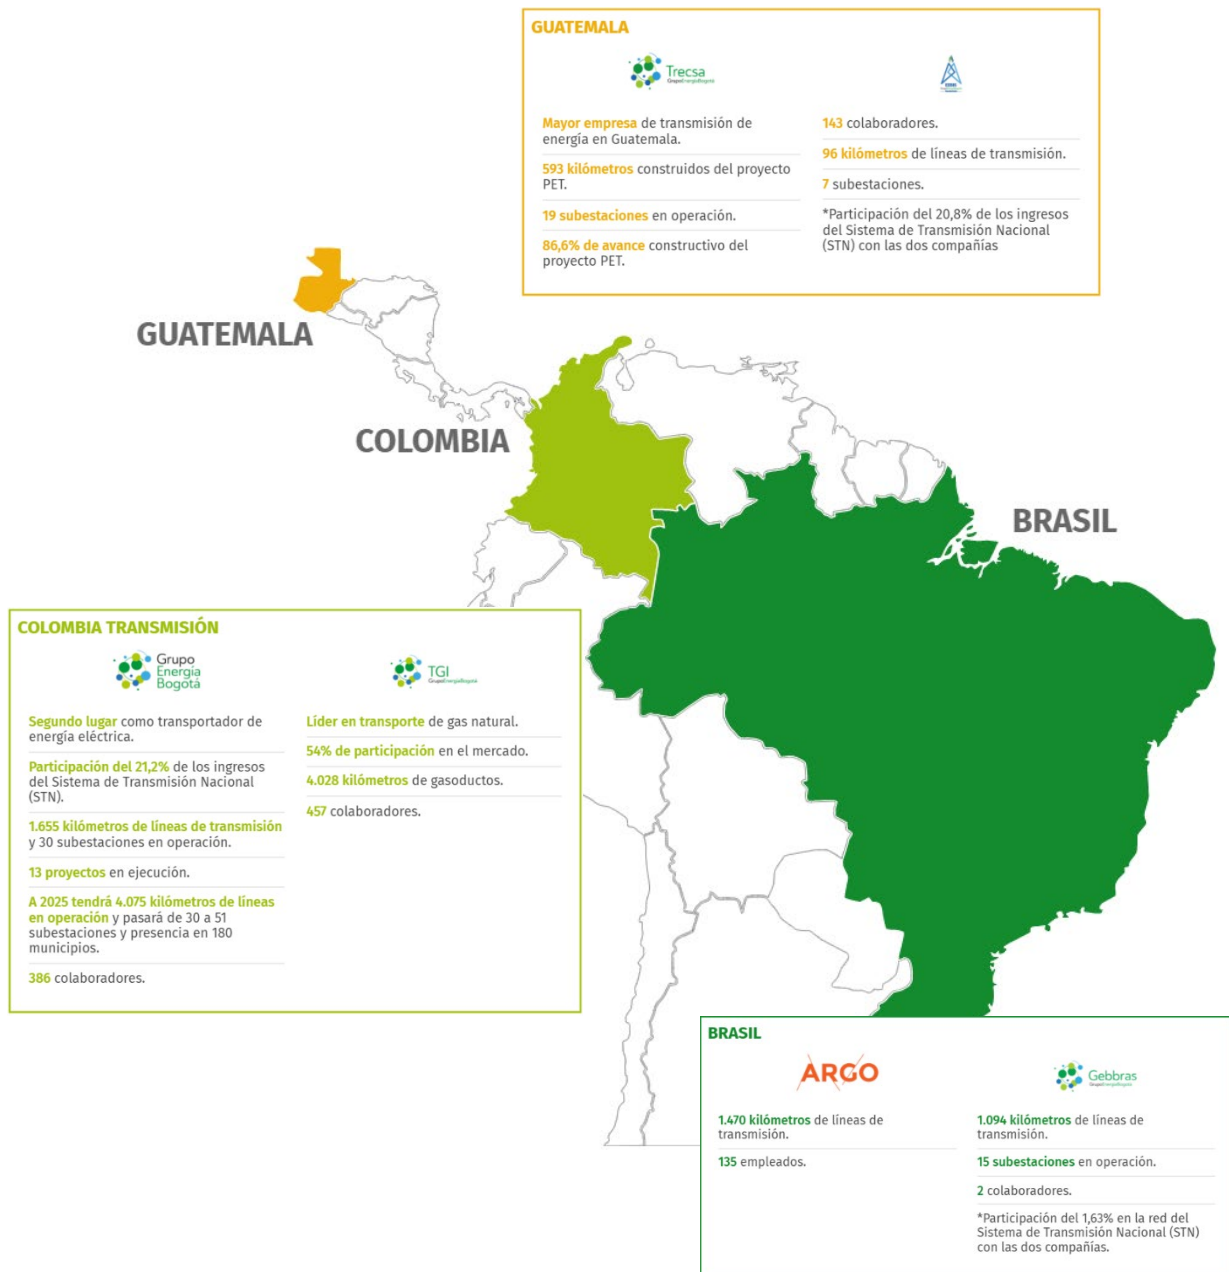 GUATEMALA
Trecsa
GrupoEnergíaBogotá
Mayor empresa de transmisión de
energía en Guatemala.
593 kilómetros construidos del proyecto
PET.
19 subestaciones en operación.
86,6% de avance constructivo del
proyecto PET.
143 colaboradores.
96 kilómetros de líneas de transmisión.
7 subestaciones.
*Participación del 20,8% de los ingresos
del Sistema de Transmisión Nacional
(STN) con las dos compañías
GUATEMALA
COLOMBIA
BRASIL
COLOMBIA TRANSMISIÓN
Grupo
Energía
Bogotá
Segundo lugar como transportador de
energía eléctrica.
Participación del 21,2% de los ingresos
del Sistema de Transmisión Nacional
(STN).
1.655 kilómetros de líneas de transmisión
y 30 subestaciones en operación.
13 proyectos en ejecución.
A 2025 tendrá 4.075 kilómetros de líneas
en operación y pasará de 30 a 51
subestaciones y presencia en 180
municipios.
386 colaboradores.
TGI
GrupoEnergíaBogotá
Líder en transporte de gas natural.
54% de participación en el mercado.
4.028 kilómetros de gasoductos.
457 colaboradores.
BRASIL
ARGO
1.470 kilómetros de líneas de
transmisión.
135 empleados.
Gebbras
GrupoEnergíaBogotá
1.094 kilómetros de líneas de
transmisión.
15 subestaciones en operación.
2 colaboradores.
*Participación del 1,63% en la red del
Sistema de Transmisión Nacional (STN)
con las dos compañías.